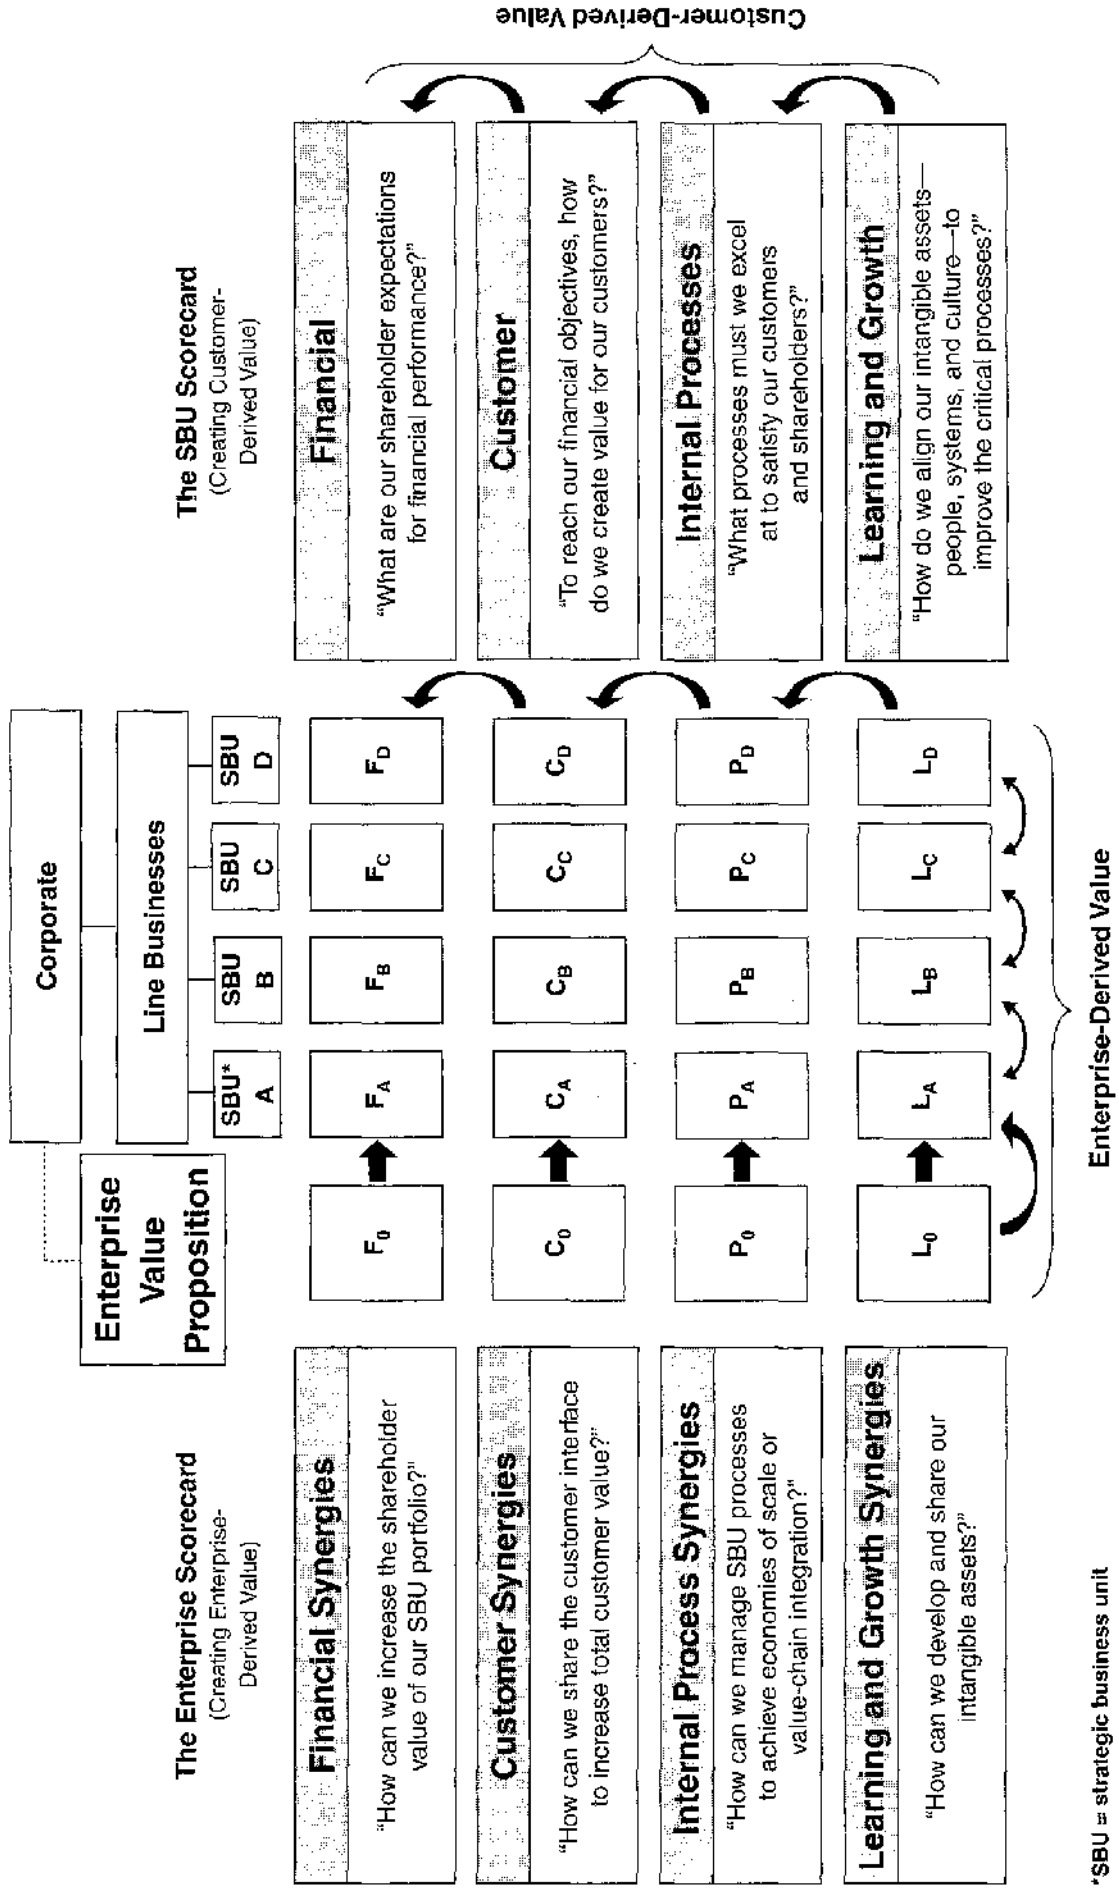 Corporate
Enterprise
Value
Proposition
Line Businesses
SBU*
A
SBU
B
SBU
C
SBU
D
The Enterprise Scorecard
(Creating Enterprise-
Derived Value)
Financial Synergies
"How can we increase the shareholder
value of our SBU portfolio?"
Customer Synergies
"How can we share the customer interface
to increase total customer value?"
Internal Process Synergies
"How can we manage SBU processes
to achieve economies of scale or
value-chain integration?"
Learning and Growth Synergies
"How can we develop and share our
intangible assets?"
F0
FA
FB
FC
FD
C0
CA
CB
CC
CD
P0
PA
PB
PC
PD
L0
LA
LB
LC
LD
Enterprise-Derived Value
The SBU Scorecard
(Creating Customer-
Derived Value)
Financial
"What are our shareholder expectations
for financial performance?"
Customer
"To reach our financial objectives, how
do we create value for our customers?"
Internal Processes
"What processes must we excel
at to satisfy our customers
and shareholders?"
Learning and Growth
"How do we align our intangible assets—
people, systems, and culture—to
improve the critical processes?"
Customer-Derived Value
*SBU = strategic business unit